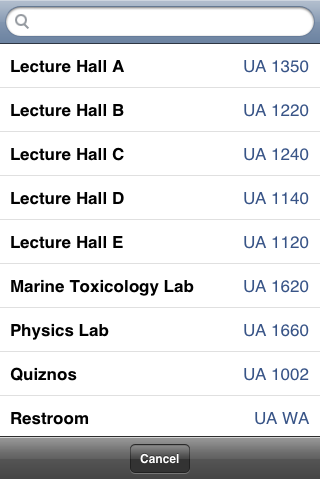 Lecture Hall A UA 1350
Lecture Hall B UA 1220
Lecture Hall C UA 1240
Lecture Hall D UA 1140
Lecture Hall E UA 1120
Marine Toxicology Lab UA 1620
Physics Lab UA 1660
Quiznos UA 1002
Restroom UA WA
Cancel